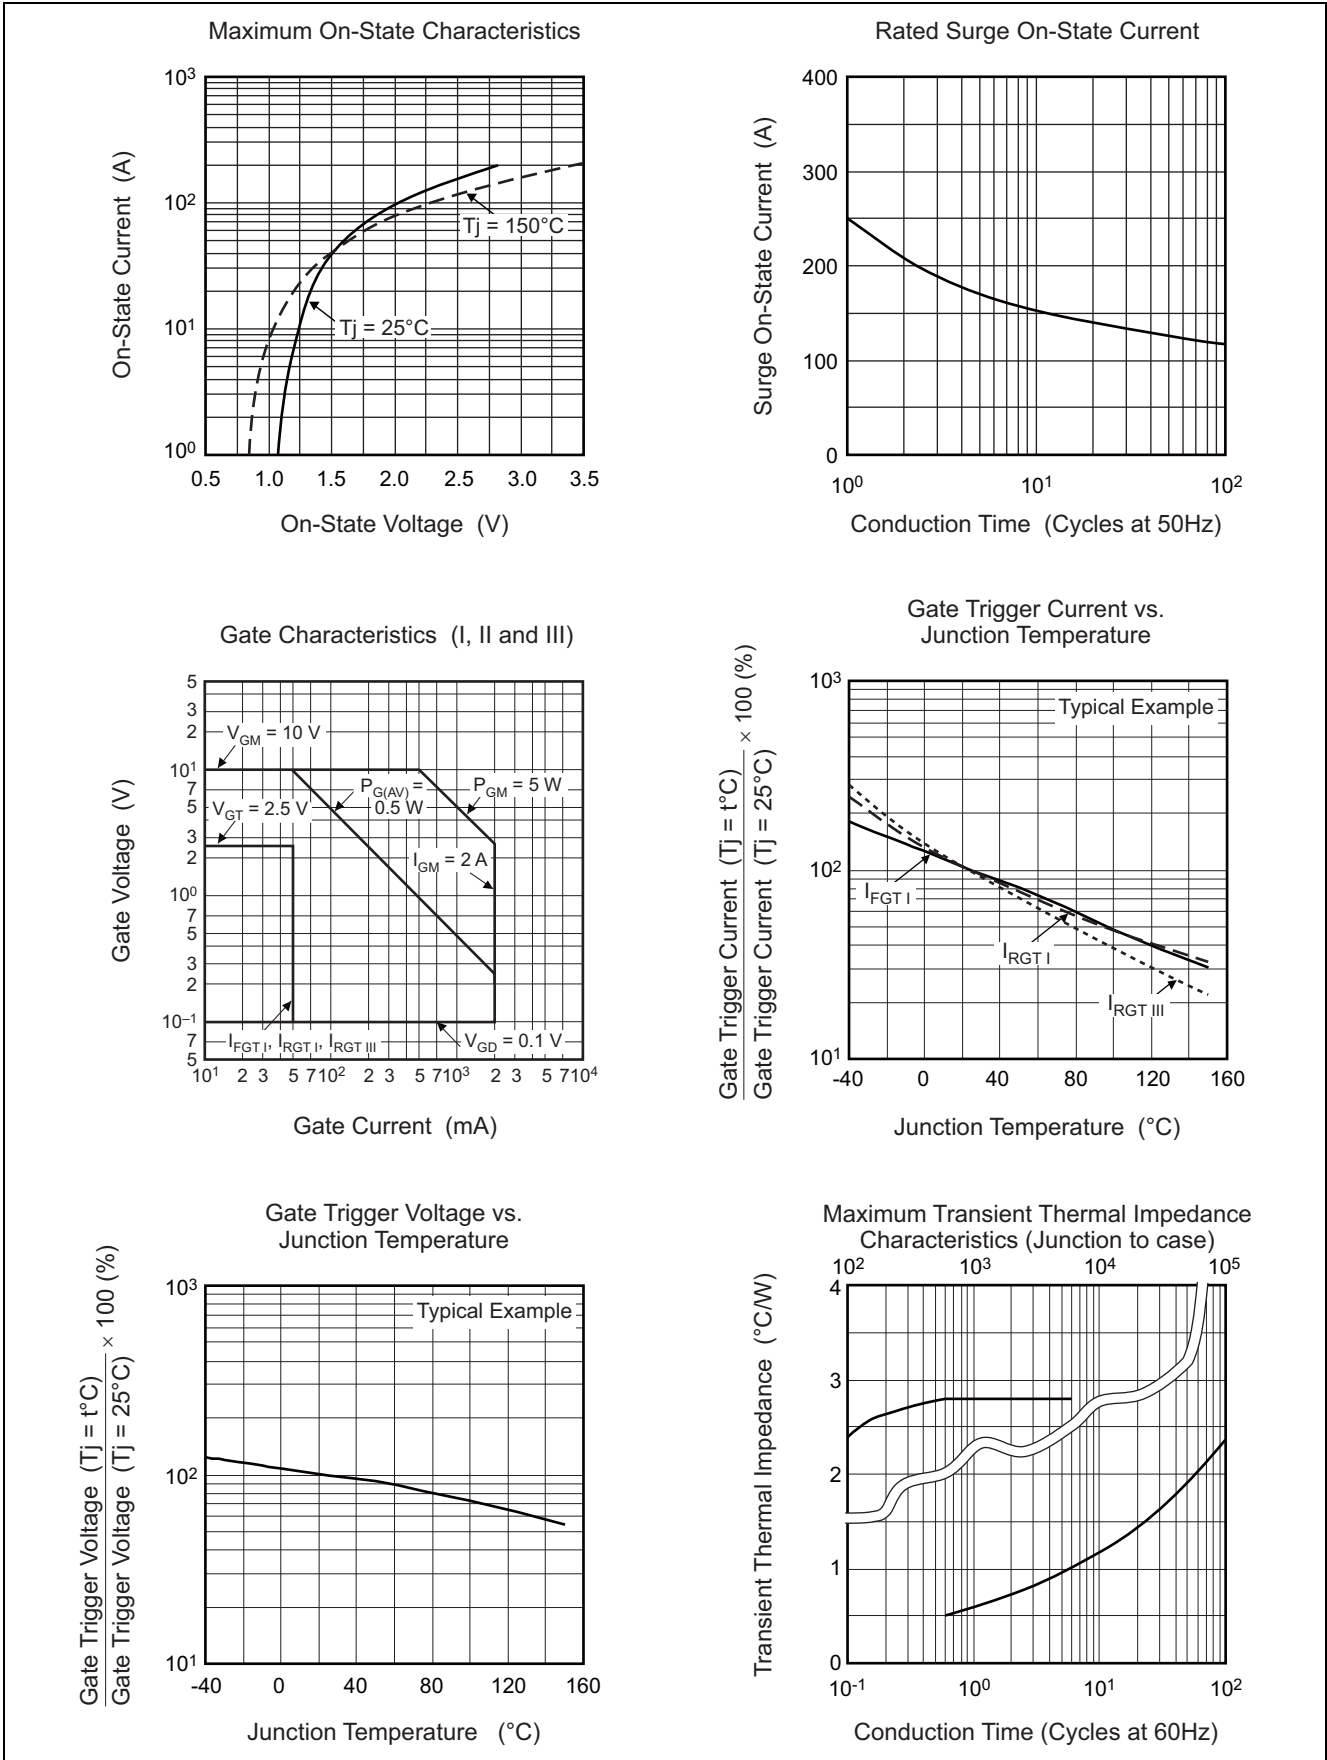 Maximum On-State Characteristics
On-State Current (A)
10³
10²
10¹
10⁰
Tj = 150°C
Tj = 25°C
0.5 1.0 1.5 2.0 2.5 3.0 3.5
On-State Voltage (V)
Rated Surge On-State Current
Surge On-State Current (A)
400
300
200
100
0
10⁰ 10¹ 10²
Conduction Time (Cycles at 50Hz)
Gate Characteristics (I, II and III)
Gate Voltage (V)
5
3
2
10¹
7
5
3
2
10⁰
7
5
3
2
10⁻¹
7
5
V_GM = 10 V
P_G(AV) =
0.5 W
P_GM = 5 W
V_GT = 2.5 V
I_GM = 2 A
I_FGT I, I_RGT I, I_RGT III
V_GD = 0.1 V
10¹ 2 3 5 7 10² 2 3 5 7 10³ 2 3 5 7 10⁴
Gate Current (mA)
Gate Trigger Current vs.
Junction Temperature
Gate Trigger Current (Tj = t°C)
Gate Trigger Current (Tj = 25°C)
× 100 (%)
10³
10²
10¹
Typical Example
I_FGT I
I_RGT I
I_RGT III
-40 0 40 80 120 160
Junction Temperature (°C)
Gate Trigger Voltage vs.
Junction Temperature
Gate Trigger Voltage (Tj = t°C)
Gate Trigger Voltage (Tj = 25°C)
× 100 (%)
10³
10²
10¹
Typical Example
-40 0 40 80 120 160
Junction Temperature (°C)
Maximum Transient Thermal Impedance
Characteristics (Junction to case)
10² 10³ 10⁴ 10⁵
Transient Thermal Impedance (°C/W)
4
3
2
1
0
10-1 10⁰ 10¹ 10²
Conduction Time (Cycles at 60Hz)